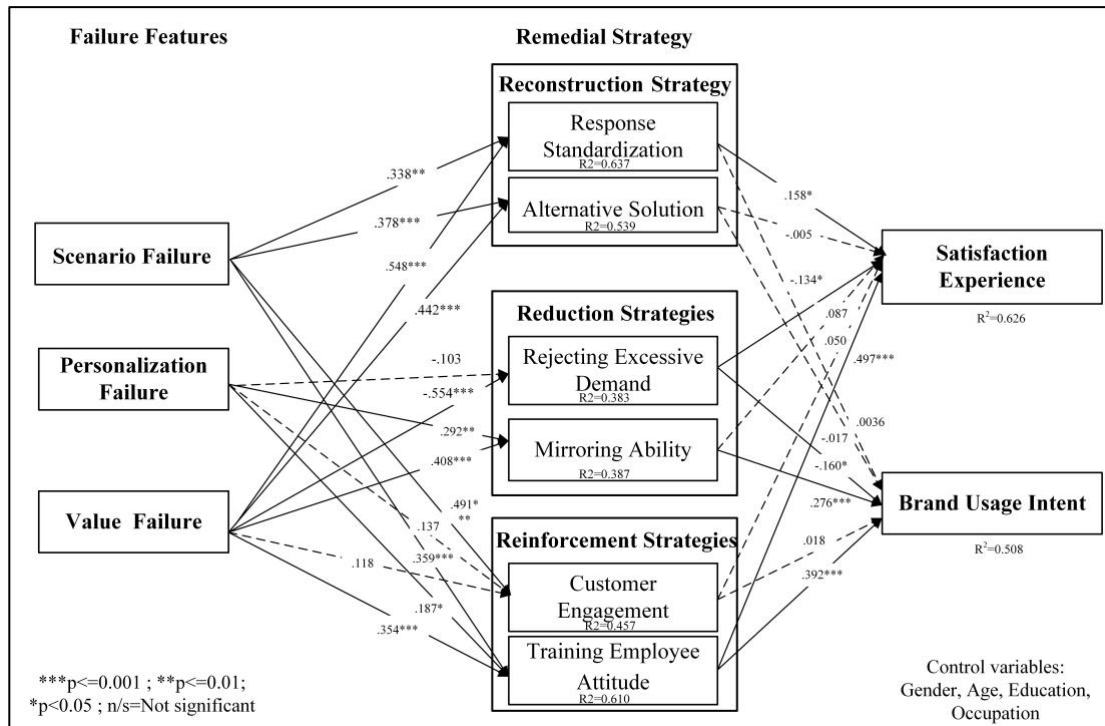 Failure Features
Remedial Strategy
Reconstruction Strategy
Response
Standardization
R2=0.637
Alternative Solution
R2=0.539
Scenario Failure
Personalization
Failure
Value Failure
Reduction Strategies
Rejecting Excessive
Demand
R2=0.383
Mirroring Ability
R2=0.387
Reinforcement Strategies
Customer
Engagement
R2=0.457
Training Employee
Attitude
R2=0.610
Satisfaction
Experience
R²=0.626
Brand Usage Intent
R²=0.508
.338**
.378***
.548***
.442***
-.103
-.554***
.292**
.408***
.491*
**
.137
.359***
.118
.187*
.354***
.158*
-.005
-.134*
.087
.050
.497***
.0036
-.017
-.160*
.276***
.018
.392***
***p<=0.001 ; **p<=0.01;
*p<0.05 ; n/s=Not significant
Control variables:
Gender, Age, Education,
Occupation